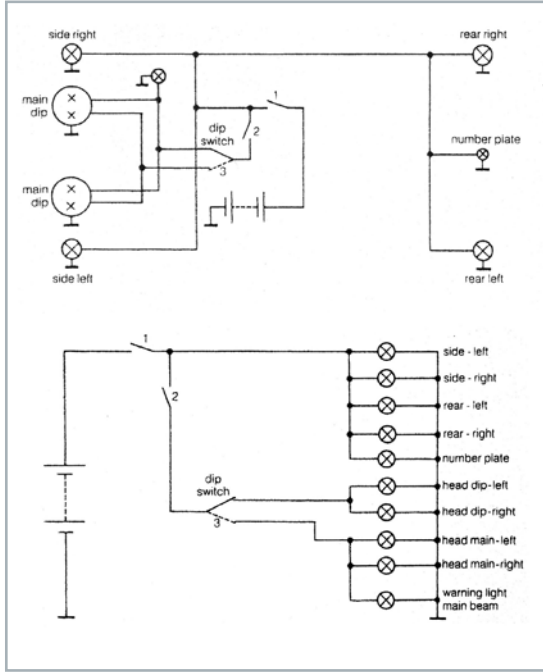 side right
rear right
main
dip
1
dip
switch
2
3
number plate
main
dip
side left
rear left
1
side - left
side - right
2
rear - left
rear - right
number plate
dip
switch
head dip-left
3
head dip-right
head main-left
head main-right
warning light
main beam